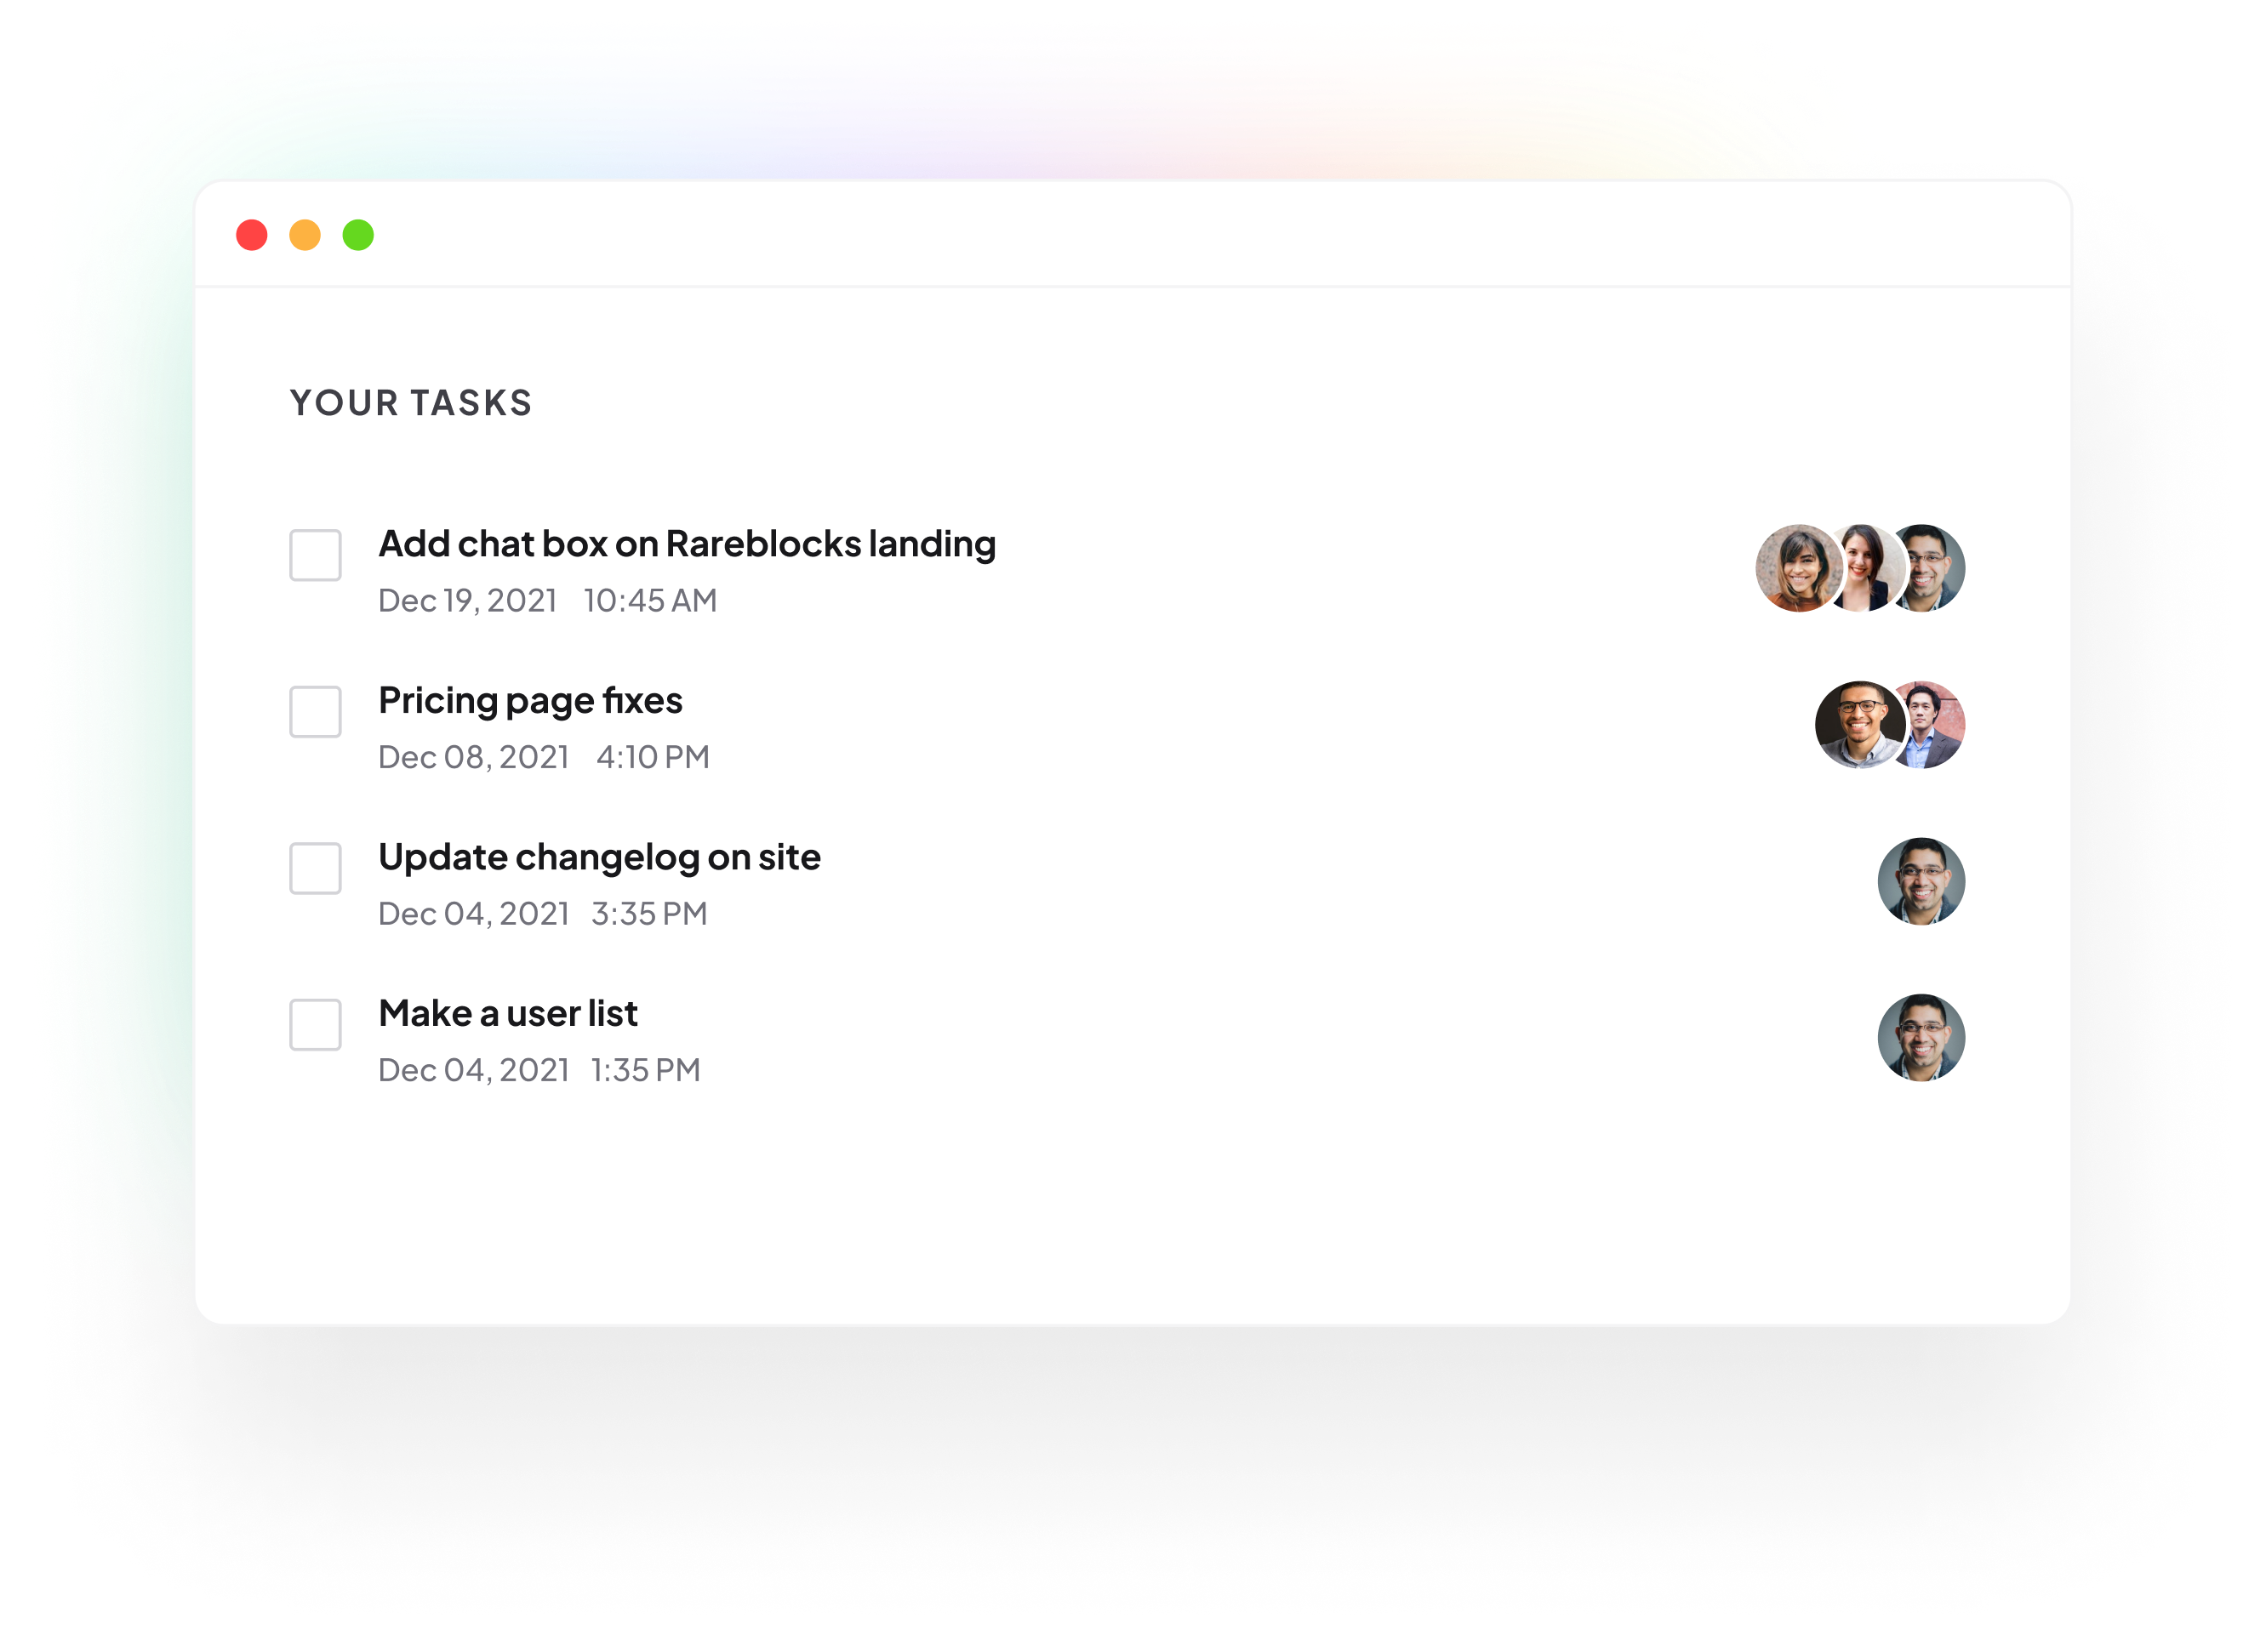 YOUR TASKS
Add chat box on Rareblocks landing
Dec 19, 2021 10:45 AM
Pricing page fixes
Dec 08, 2021 4:10 PM
Update changelog on site
Dec 04, 2021 3:35 PM
Make a user list
Dec 04, 2021 1:35 PM